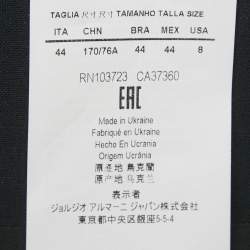 TAGLIA 尺寸 尺寸 TAMANHO TALLA SIZE
ITA CHN BRA MEX USA
44 170/76A 44 44 8
RN103723 CA37360
EAC
Made in Ukraine
Fabriqué en Ukraine
Hecho En Ucrania
Origem Ucrânia
原產地 烏克蘭
原产地 乌克兰
表示者
ジョルジオ アルマーニ ジャパン株式会社
東京都中央区銀座5-5-4